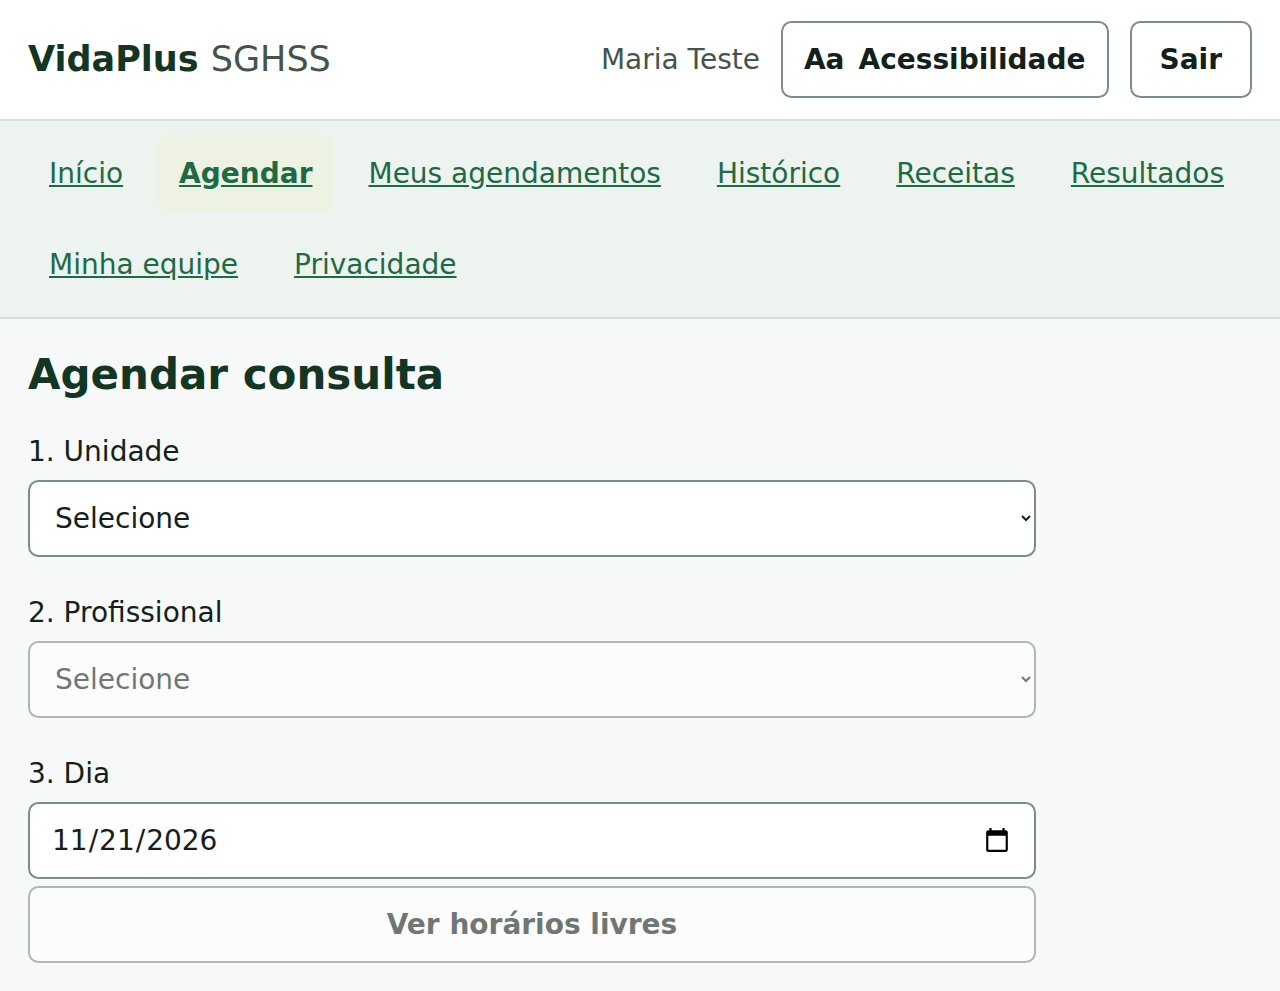 VidaPlus SGHSS Maria Teste Aa Acessibilidade Sair
Início Agendar Meus agendamentos Histórico Receitas Resultados
Minha equipe Privacidade
Agendar consulta
1. Unidade
Selecione
2. Profissional
Selecione
3. Dia
11/21/2026
Ver horários livres